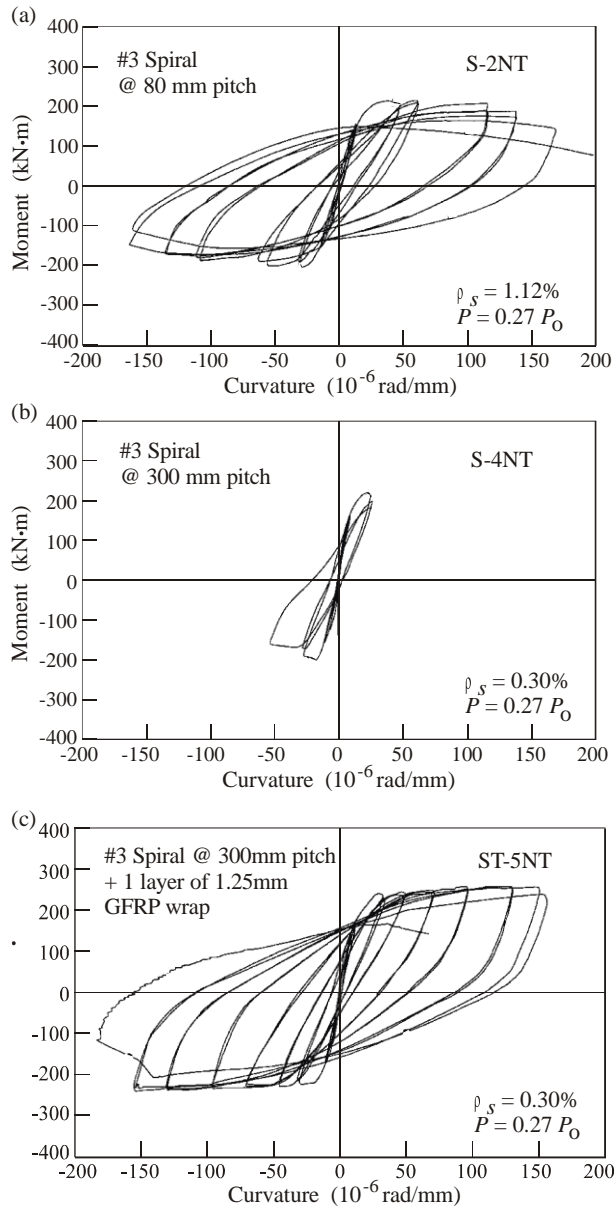 (a)
#3 Spiral
@ 80 mm pitch
S-2NT
400
300
200
100
0
-100
-200
-300
-400
Moment (kN•m)
ρ s = 1.12%
P = 0.27 PO
-200 -150 -100 -50 0 50 100 150 200
Curvature (10-6 rad/mm)
(b)
#3 Spiral
@ 300 mm pitch
S-4NT
400
300
200
100
0
-100
-200
-300
-400
Moment (kN•m)
ρ s = 0.30%
P = 0.27 PO
-200 -150 -100 -50 0 50 100 150 200
Curvature (10-6 rad/mm)
(c)
#3 Spiral @ 300mm pitch
+ 1 layer of 1.25mm
GFRP wrap
ST-5NT
400
300
200
100
0
-100
-200
-300
-400
ρ s = 0.30%
P = 0.27 PO
-200 -150 -100 -50 0 50 100 150 200
Curvature (10-6 rad/mm)